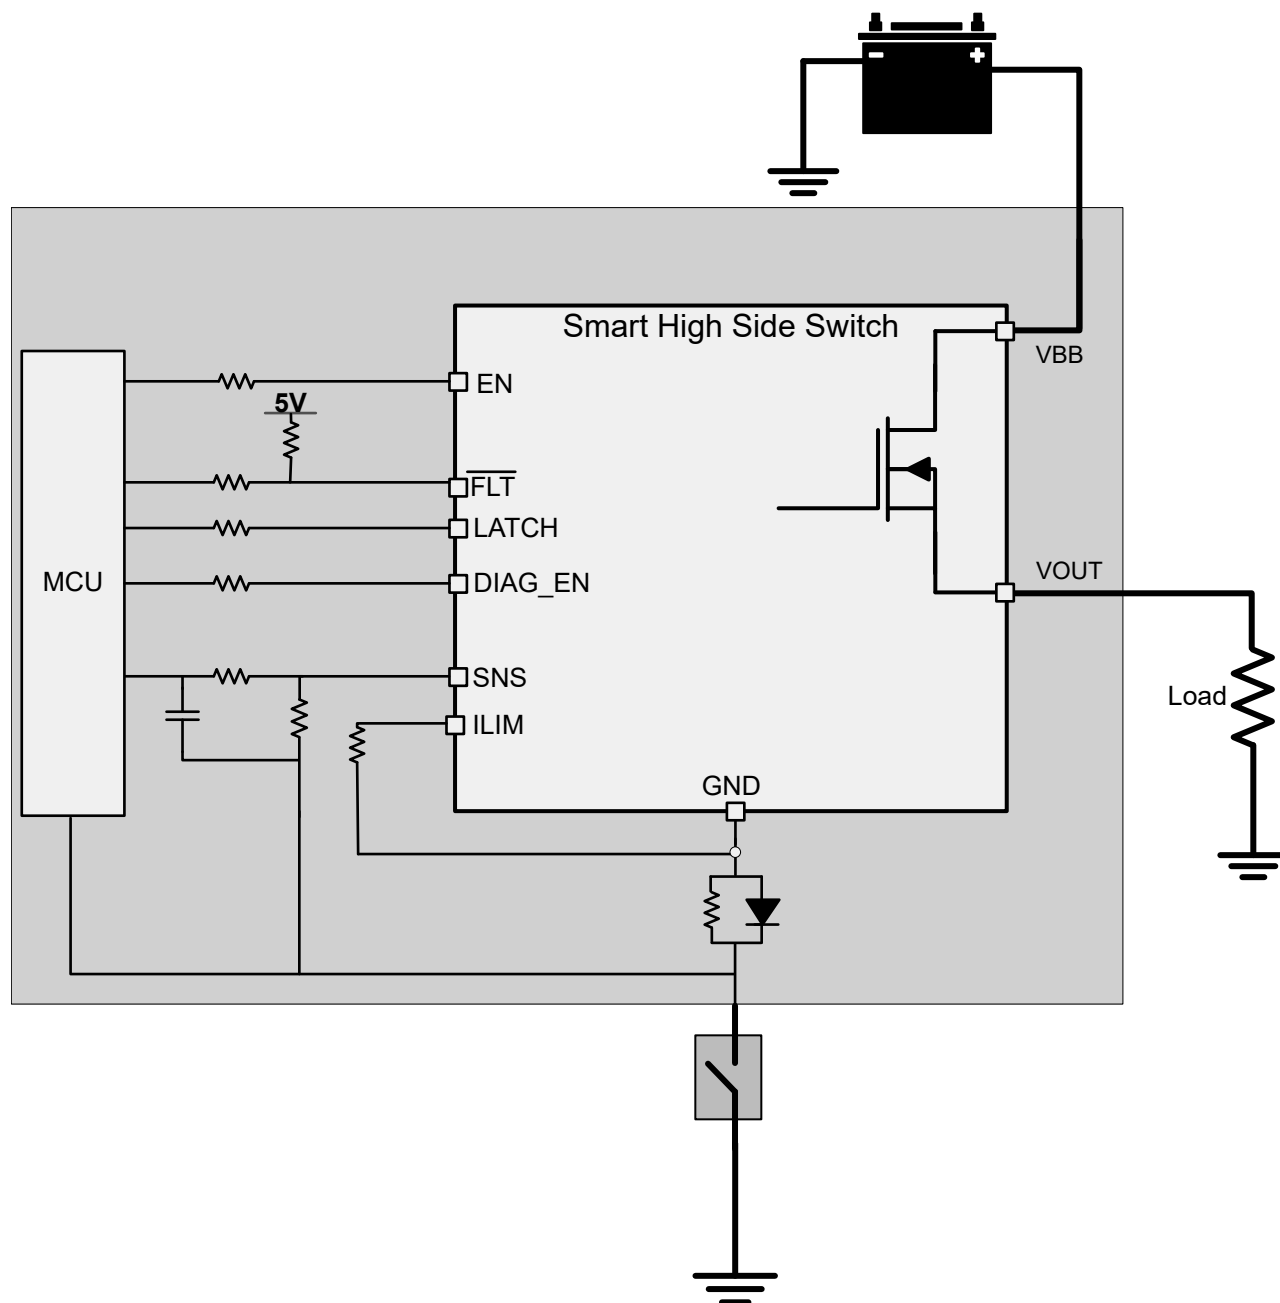 Smart High Side Switch
VBB
EN
5V
FLT
LATCH
VOUT
MCU
DIAG_EN
SNS
Load
ILIM
GND